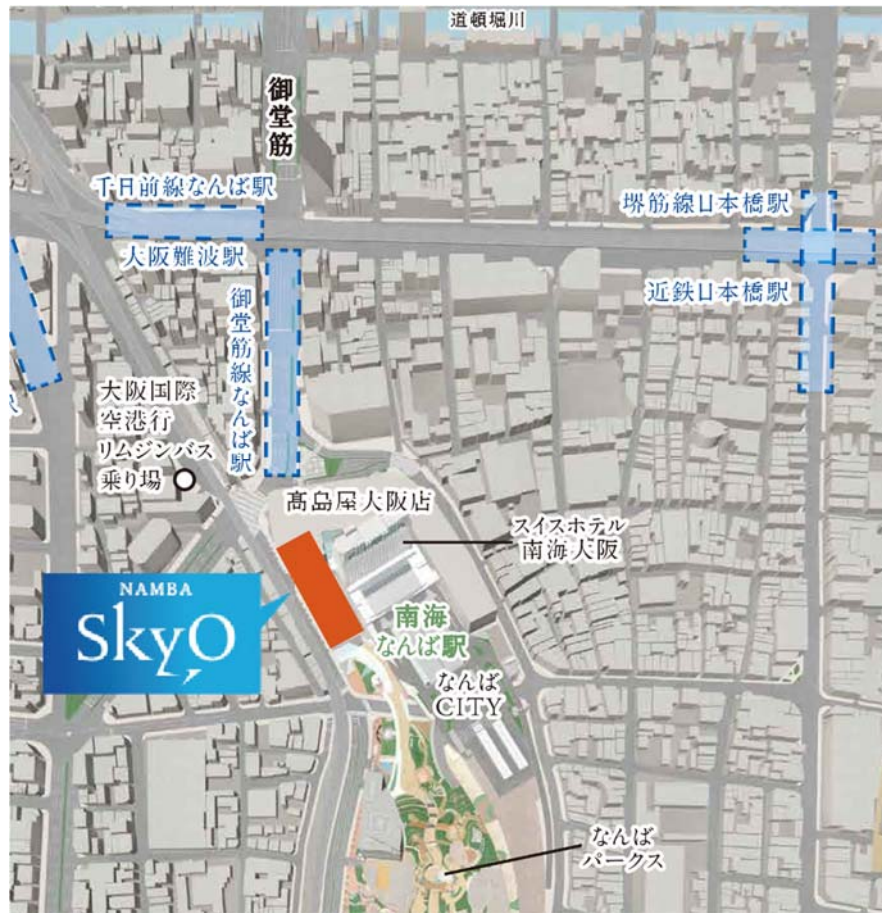 道頓堀川
御堂筋
千日前線なんば駅
堺筋線日本橋駅
大阪難波駅
近鉄日本橋駅
御堂筋線なんば駅
大阪国際
空港行
リムジンバス
乗り場
髙島屋大阪店
スイスホテル
南海大阪
NAMBA
SkyO
南海
なんば駅
なんば
CITY
なんば
パークス